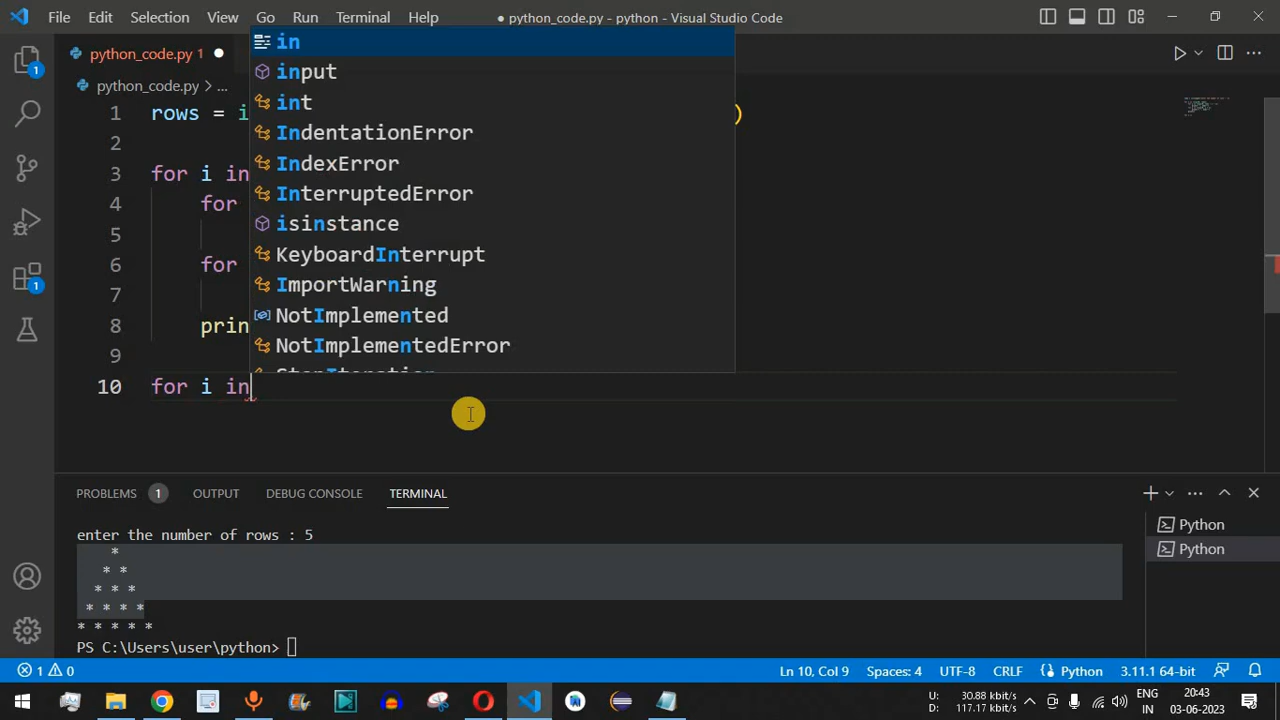 File Edit Selection View Go Run Terminal Help
● python_code.py - python - Visual Studio Code
python_code.py 1 ●
python_code.py > ...
1 rows = i )
2
3 for i in
4 for
5
6 for
7
8 prin
9
10 for i in
in
input
int
IndentationError
IndexError
InterruptedError
isinstance
KeyboardInterrupt
ImportWarning
NotImplemented
NotImplementedError
StopIteration
1
1
PROBLEMS 1 OUTPUT DEBUG CONSOLE TERMINAL
enter the number of rows : 5
*
* *
* * *
* * * *
* * * * *
PS C:\Users\user\python>
Python
Python
1 0 Ln 10, Col 9 Spaces: 4 UTF-8 CRLF Python 3.11.1 64-bit
U: 30.88 kbit/s
D: 117.17 kbit/s
ENG
IN
20:43
03-06-2023
3